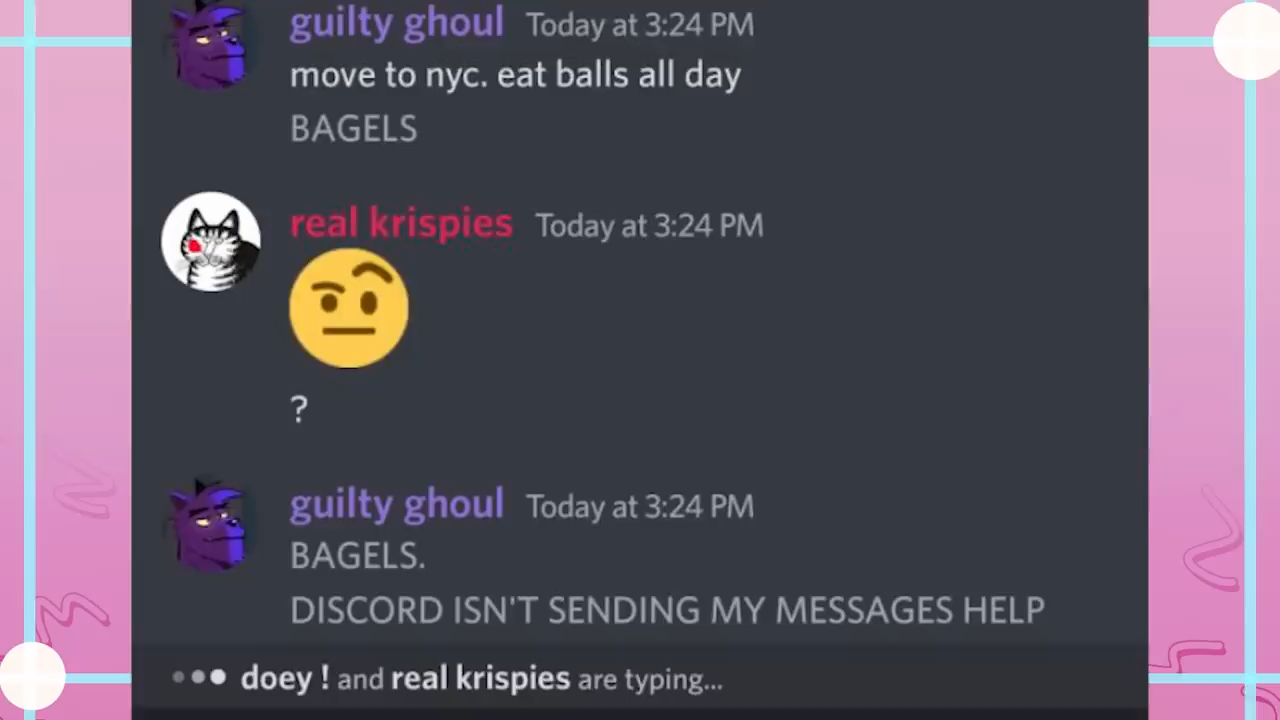 guilty ghoul Today at 3:24 PM
move to nyc. eat balls all day
BAGELS
real krispies Today at 3:24 PM
?
guilty ghoul Today at 3:24 PM
BAGELS.
DISCORD ISN'T SENDING MY MESSAGES HELP
doey ! and real krispies are typing...